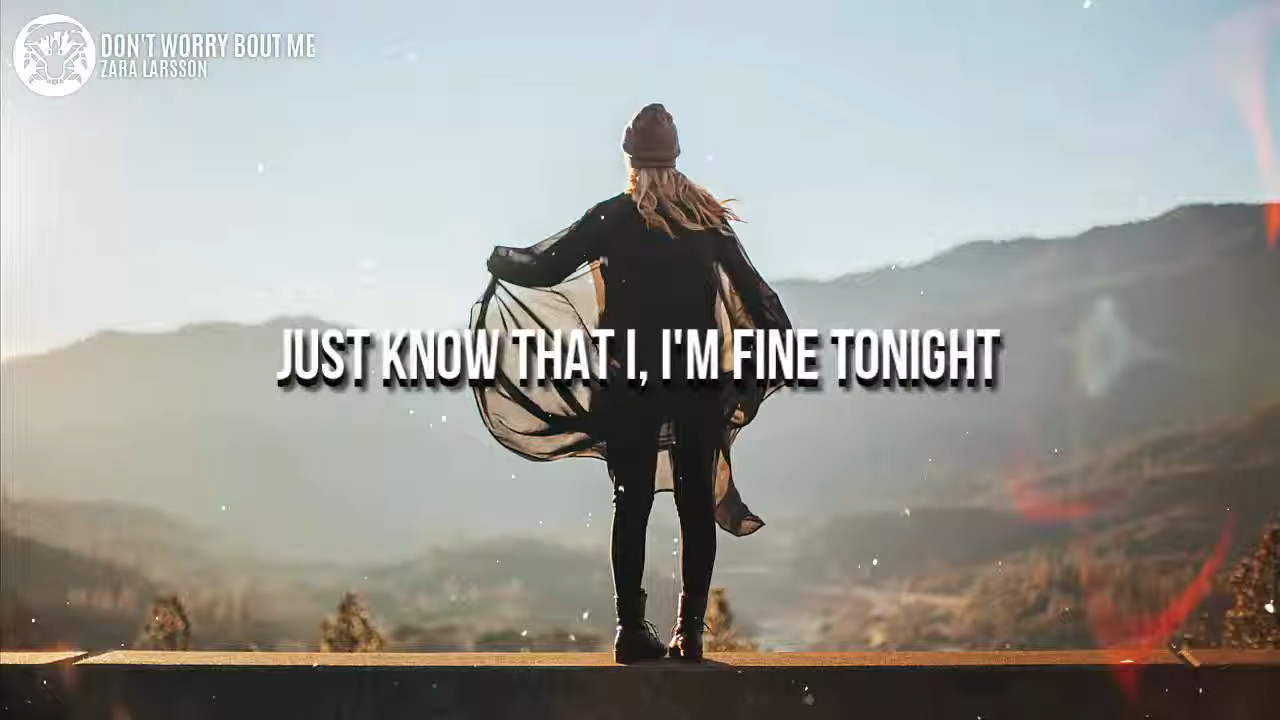 DON'T WORRY BOUT ME
ZARA LARSSON
JUST KNOW THAT I, I'M FINE TONIGHT